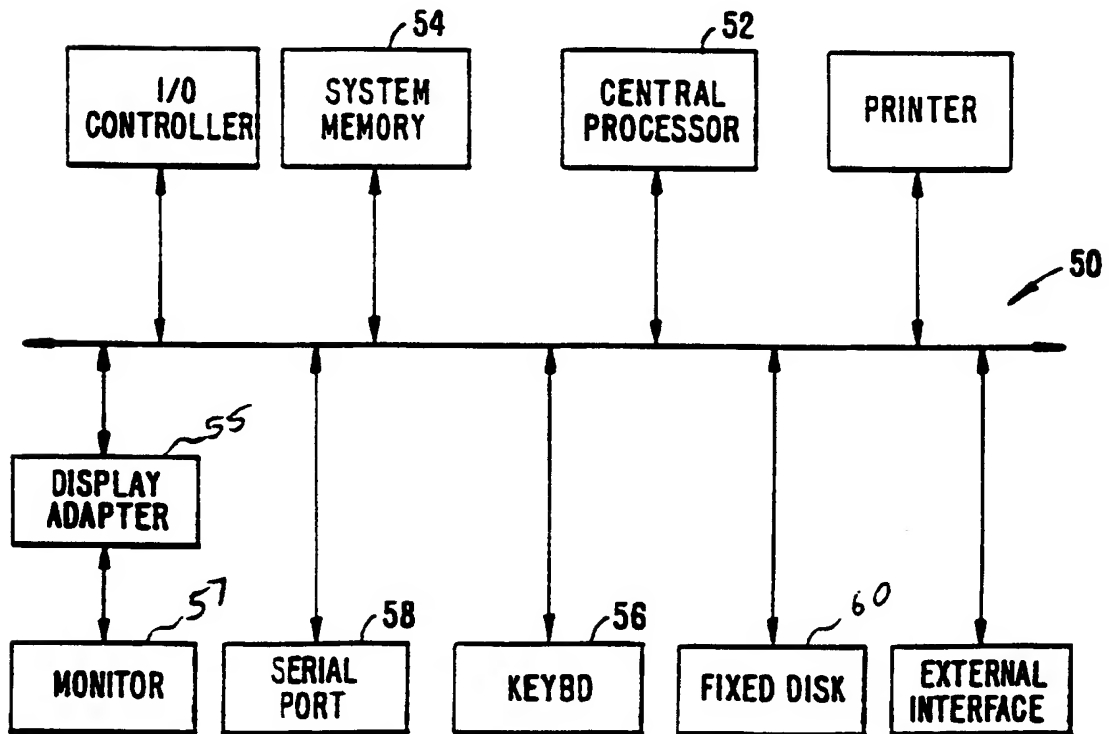 54
52
I/O
CONTROLLER
SYSTEM
MEMORY
CENTRAL
PROCESSOR
PRINTER
50
55
DISPLAY
ADAPTER
57
58
56
60
MONITOR
SERIAL
PORT
KEYBD
FIXED DISK
EXTERNAL
INTERFACE